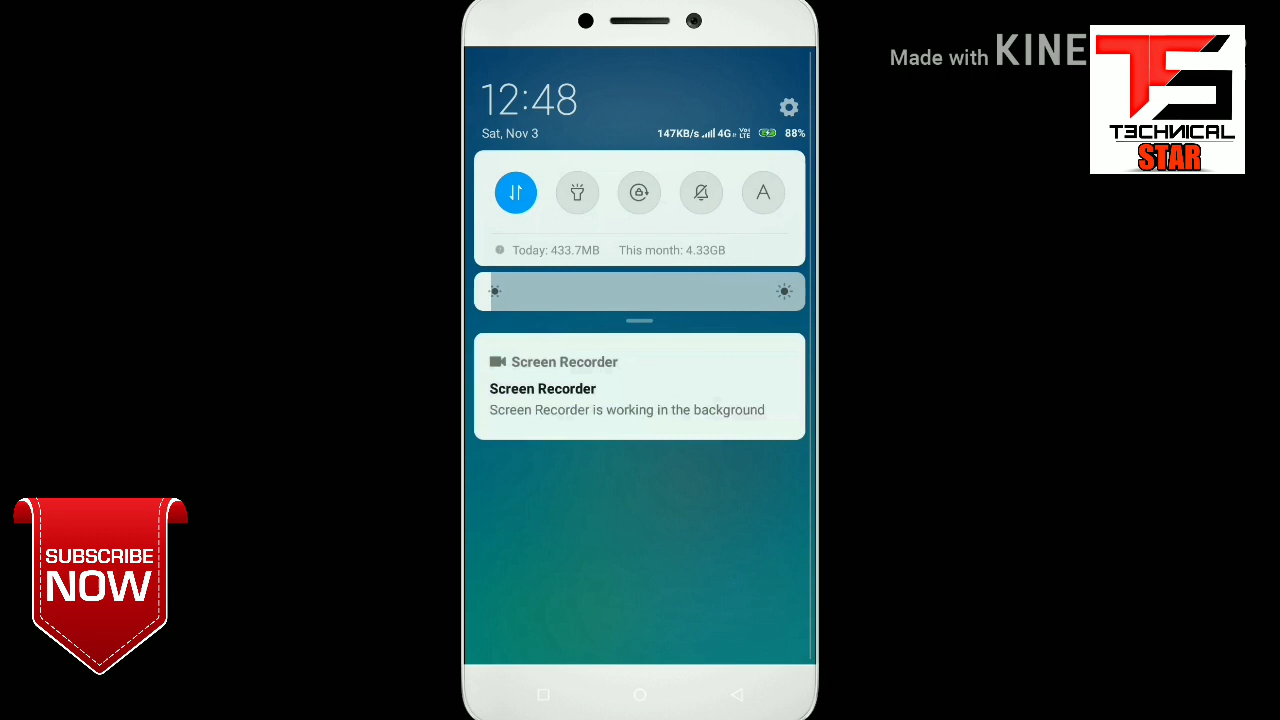 Made with KINE
TECHNICAL
STAR
12:48
Sat, Nov 3
147KB/s 4G Vo LTE 88%
A
Today: 433.7MB This month: 4.33GB
Screen Recorder
Screen Recorder
Screen Recorder is working in the background
SUBSCRIBE
NOW